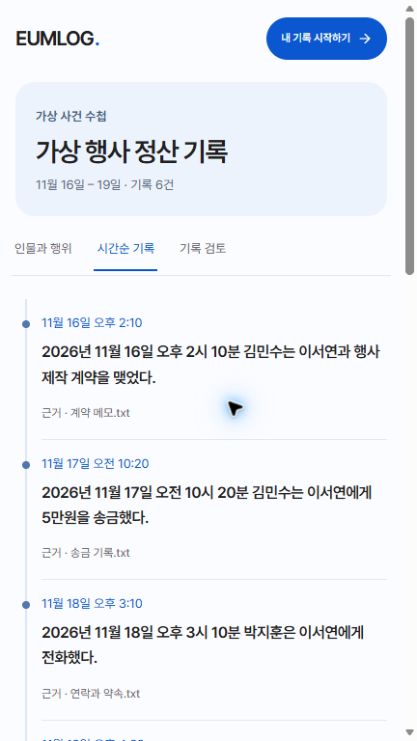 EUMLOG.
내 기록 시작하기 →
가상 사건 수첩
가상 행사 정산 기록
11월 16일 – 19일 · 기록 6건
인물과 행위 시간순 기록 기록 검토
11월 16일 오후 2:10
2026년 11월 16일 오후 2시 10분 김민수는 이서연과 행사
제작 계약을 맺었다.
근거 · 계약 메모.txt
11월 17일 오전 10:20
2026년 11월 17일 오전 10시 20분 김민수는 이서연에게
5만원을 송금했다.
근거 · 송금 기록.txt
11월 18일 오후 3:10
2026년 11월 18일 오후 3시 10분 박지훈은 이서연에게
전화했다.
근거 · 연락과 약속.txt